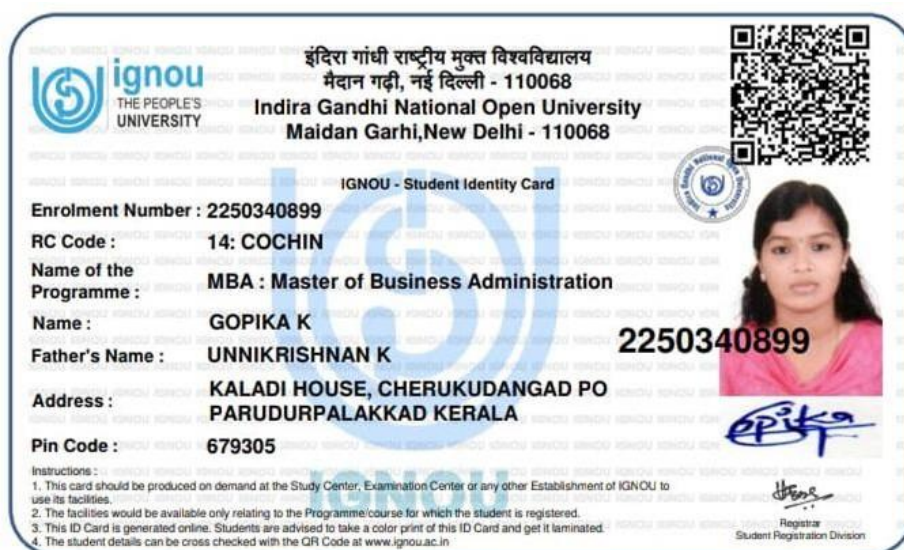 ignou
THE PEOPLE'S
UNIVERSITY
इंदिरा गांधी राष्ट्रीय मुक्त विश्वविद्यालय
मैदान गढ़ी, नई दिल्ली - 110068
Indira Gandhi National Open University
Maidan Garhi,New Delhi - 110068
IGNOU - Student Identity Card
Enrolment Number : 2250340899
RC Code : 14: COCHIN
Name of the
Programme : MBA : Master of Business Administration
Name : GOPIKA K
Father's Name : UNNIKRISHNAN K
2250340899
Address : KALADI HOUSE, CHERUKUDANGAD PO
PARUDURPALAKKAD KERALA
Pin Code : 679305
Gopika
IGNOU
Instructions :
1. This card should be produced on demand at the Study Center, Examination Center or any other Establishment of IGNOU to
use its facilities.
2. The facilities would be available only relating to the Programme/course for which the student is registered.
3. This ID Card is generated online. Students are advised to take a color print of this ID Card and get it laminated.
4. The student details can be cross checked with the QR Code at www.ignou.ac.in
Registrar
Student Registration Division